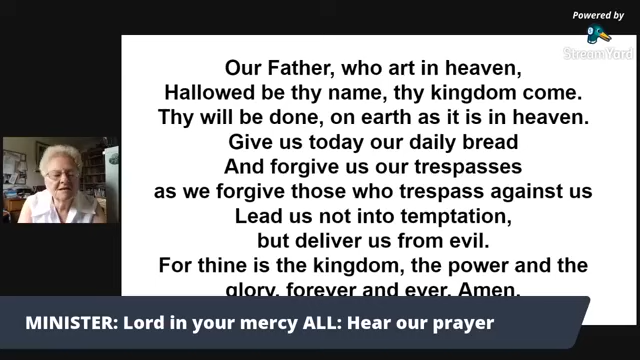 Powered by
StreamYard
Our Father, who art in heaven,
Hallowed be thy name, thy kingdom come.
Thy will be done, on earth as it is in heaven.
Give us today our daily bread
And forgive us our trespasses
as we forgive those who trespass against us
Lead us not into temptation,
but deliver us from evil.
For thine is the kingdom, the power and the
glory, forever and ever. Amen.
MINISTER: Lord in your mercy ALL: Hear our prayer